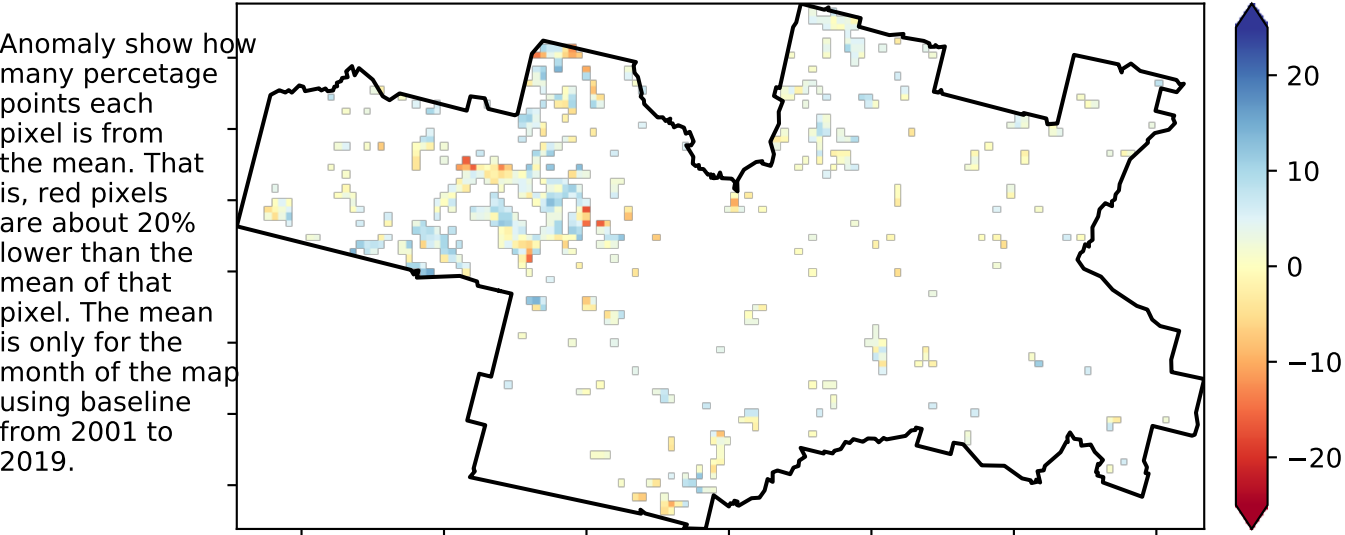 Anomaly show how
many percetage
points each
pixel is from
the mean. That
is, red pixels
are about 20%
lower than the
mean of that
pixel. The mean
is only for the
month of the map
using baseline
from 2001 to
2019.
20
10
0
−10
−20